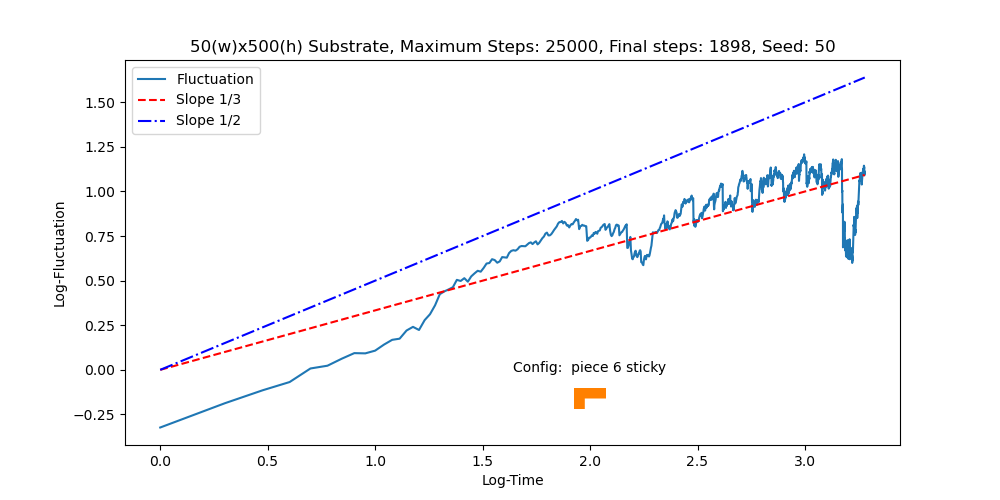 50(w)x500(h) Substrate, Maximum Steps: 25000, Final steps: 1898, Seed: 50
Fluctuation
Slope 1/3
Slope 1/2
1.50
1.25
1.00
0.75
0.50
0.25
0.00
−0.25
Log-Fluctuation
Config:  piece 6 sticky
0.0 0.5 1.0 1.5 2.0 2.5 3.0
Log-Time